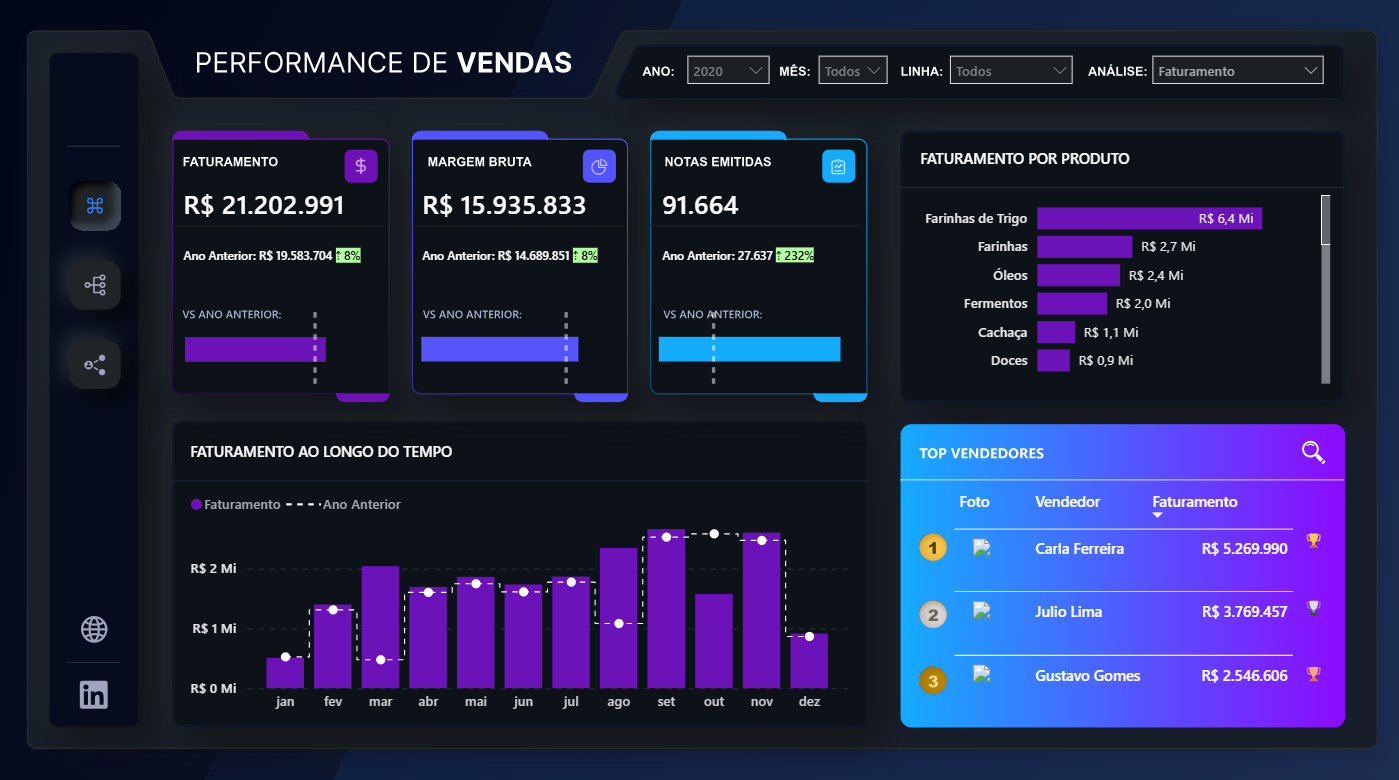 PERFORMANCE DE VENDAS
ANO: 2020 MÊS: Todos LINHA: Todos ANÁLISE: Faturamento
FATURAMENTO
$
R$ 21.202.991
Ano Anterior: R$ 19.583.704 ↑ 8%
VS ANO ANTERIOR:
MARGEM BRUTA
R$ 15.935.833
Ano Anterior: R$ 14.689.851 ↑ 8%
VS ANO ANTERIOR:
NOTAS EMITIDAS
91.664
Ano Anterior: 27.637 ↑ 232%
VS ANO ANTERIOR:
FATURAMENTO POR PRODUTO
Farinhas de Trigo R$ 6,4 Mi
Farinhas R$ 2,7 Mi
Óleos R$ 2,4 Mi
Fermentos R$ 2,0 Mi
Cachaça R$ 1,1 Mi
Doces R$ 0,9 Mi
FATURAMENTO AO LONGO DO TEMPO
Faturamento Ano Anterior
R$ 2 Mi
R$ 1 Mi
R$ 0 Mi
jan fev mar abr mai jun jul ago set out nov dez
TOP VENDEDORES
Foto Vendedor Faturamento
1 Carla Ferreira R$ 5.269.990
2 Julio Lima R$ 3.769.457
3 Gustavo Gomes R$ 2.546.606
in